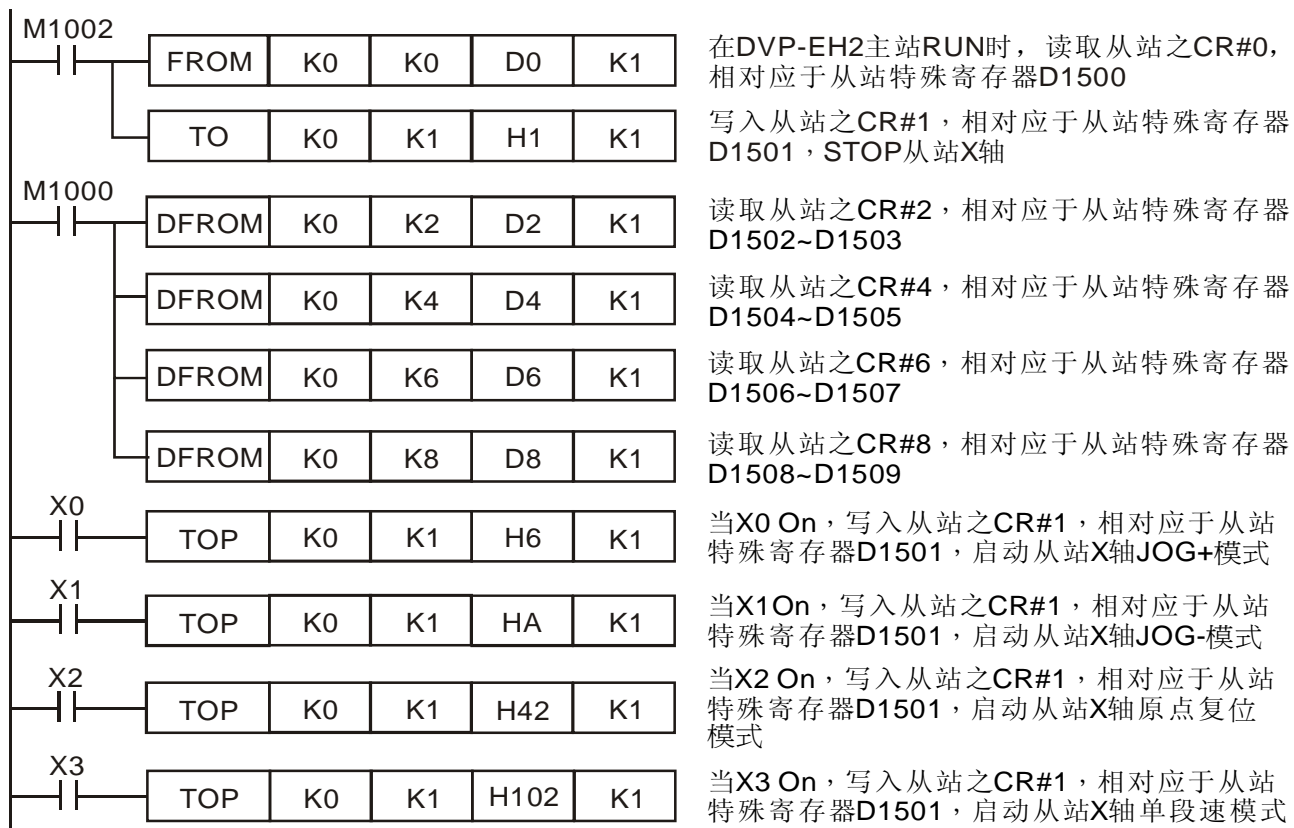 M1002
FROM K0 K0 D0 K1
在DVP-EH2主站RUN时，读取从站之CR#0，
相对应于从站特殊寄存器D1500
TO K0 K1 H1 K1
写入从站之CR#1，相对应于从站特殊寄存器
D1501，STOP从站X轴
M1000
DFROM K0 K2 D2 K1
读取从站之CR#2，相对应于从站特殊寄存器
D1502~D1503
DFROM K0 K4 D4 K1
读取从站之CR#4，相对应于从站特殊寄存器
D1504~D1505
DFROM K0 K6 D6 K1
读取从站之CR#6，相对应于从站特殊寄存器
D1506~D1507
DFROM K0 K8 D8 K1
读取从站之CR#8，相对应于从站特殊寄存器
D1508~D1509
X0
TOP K0 K1 H6 K1
当X0 On，写入从站之CR#1，相对应于从站
特殊寄存器D1501，启动从站X轴JOG+模式
X1
TOP K0 K1 HA K1
当X1On，写入从站之CR#1，相对应于从站
特殊寄存器D1501，启动从站X轴JOG-模式
X2
TOP K0 K1 H42 K1
当X2 On，写入从站之CR#1，相对应于从站
特殊寄存器D1501，启动从站X轴原点复位
模式
X3
TOP K0 K1 H102 K1
当X3 On，写入从站之CR#1，相对应于从站
特殊寄存器D1501，启动从站X轴单段速模式